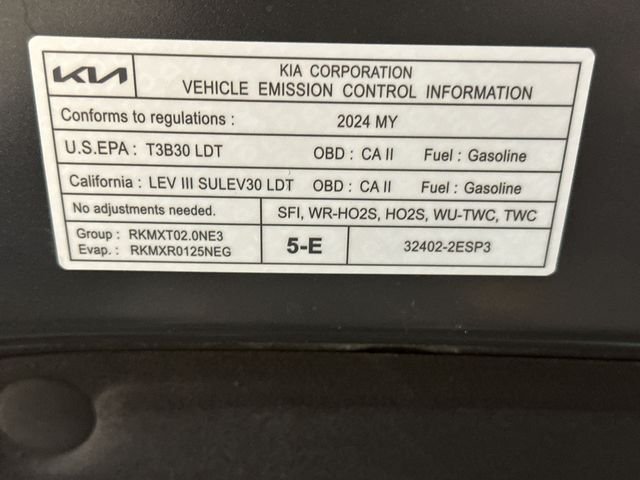 KIA KIA CORPORATION
VEHICLE EMISSION CONTROL INFORMATION
Conforms to regulations : 2024 MY
U.S.EPA : T3B30 LDT OBD : CA II Fuel : Gasoline
California : LEV III SULEV30 LDT OBD : CA II Fuel : Gasoline
No adjustments needed. SFI, WR-HO2S, HO2S, WU-TWC, TWC
Group : RKMXT02.0NE3
Evap. : RKMXR0125NEG
5-E
32402-2ESP3